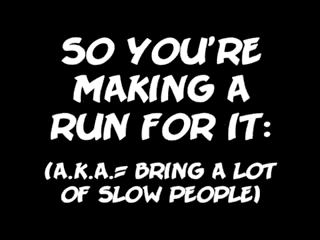 SO YOU'RE
MAKING A
RUN FOR IT:
(A.K.A.= BRING A LOT
OF SLOW PEOPLE)